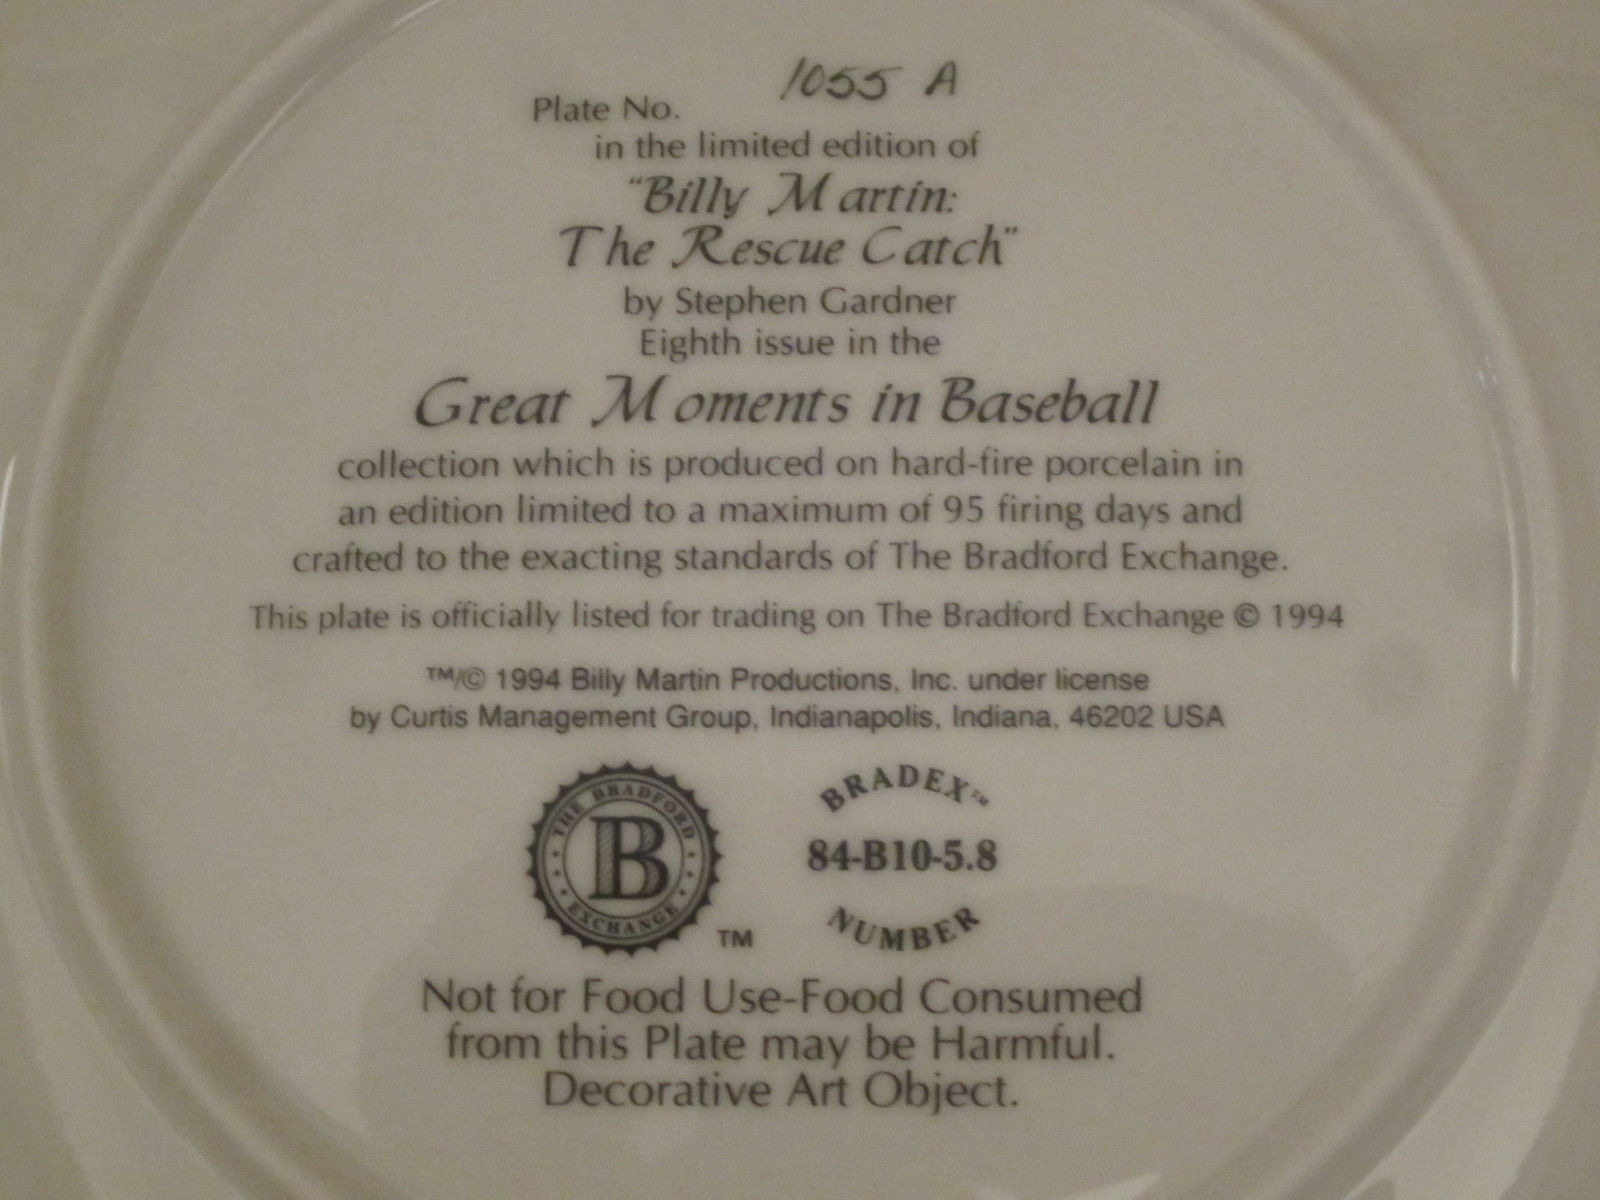 Plate No. 1055 A
in the limited edition of
"Billy Martin:
The Rescue Catch"
by Stephen Gardner
Eighth issue in the
Great Moments in Baseball
collection which is produced on hard-fire porcelain in
an edition limited to a maximum of 95 firing days and
crafted to the exacting standards of The Bradford Exchange.
This plate is officially listed for trading on The Bradford Exchange © 1994
™/© 1994 Billy Martin Productions, Inc. under license
by Curtis Management Group, Indianapolis, Indiana, 46202 USA
THE BRADFORD
B
EXCHANGE
TM
BRADEX™
84-B10-5.8
NUMBER
Not for Food Use-Food Consumed
from this Plate may be Harmful.
Decorative Art Object.